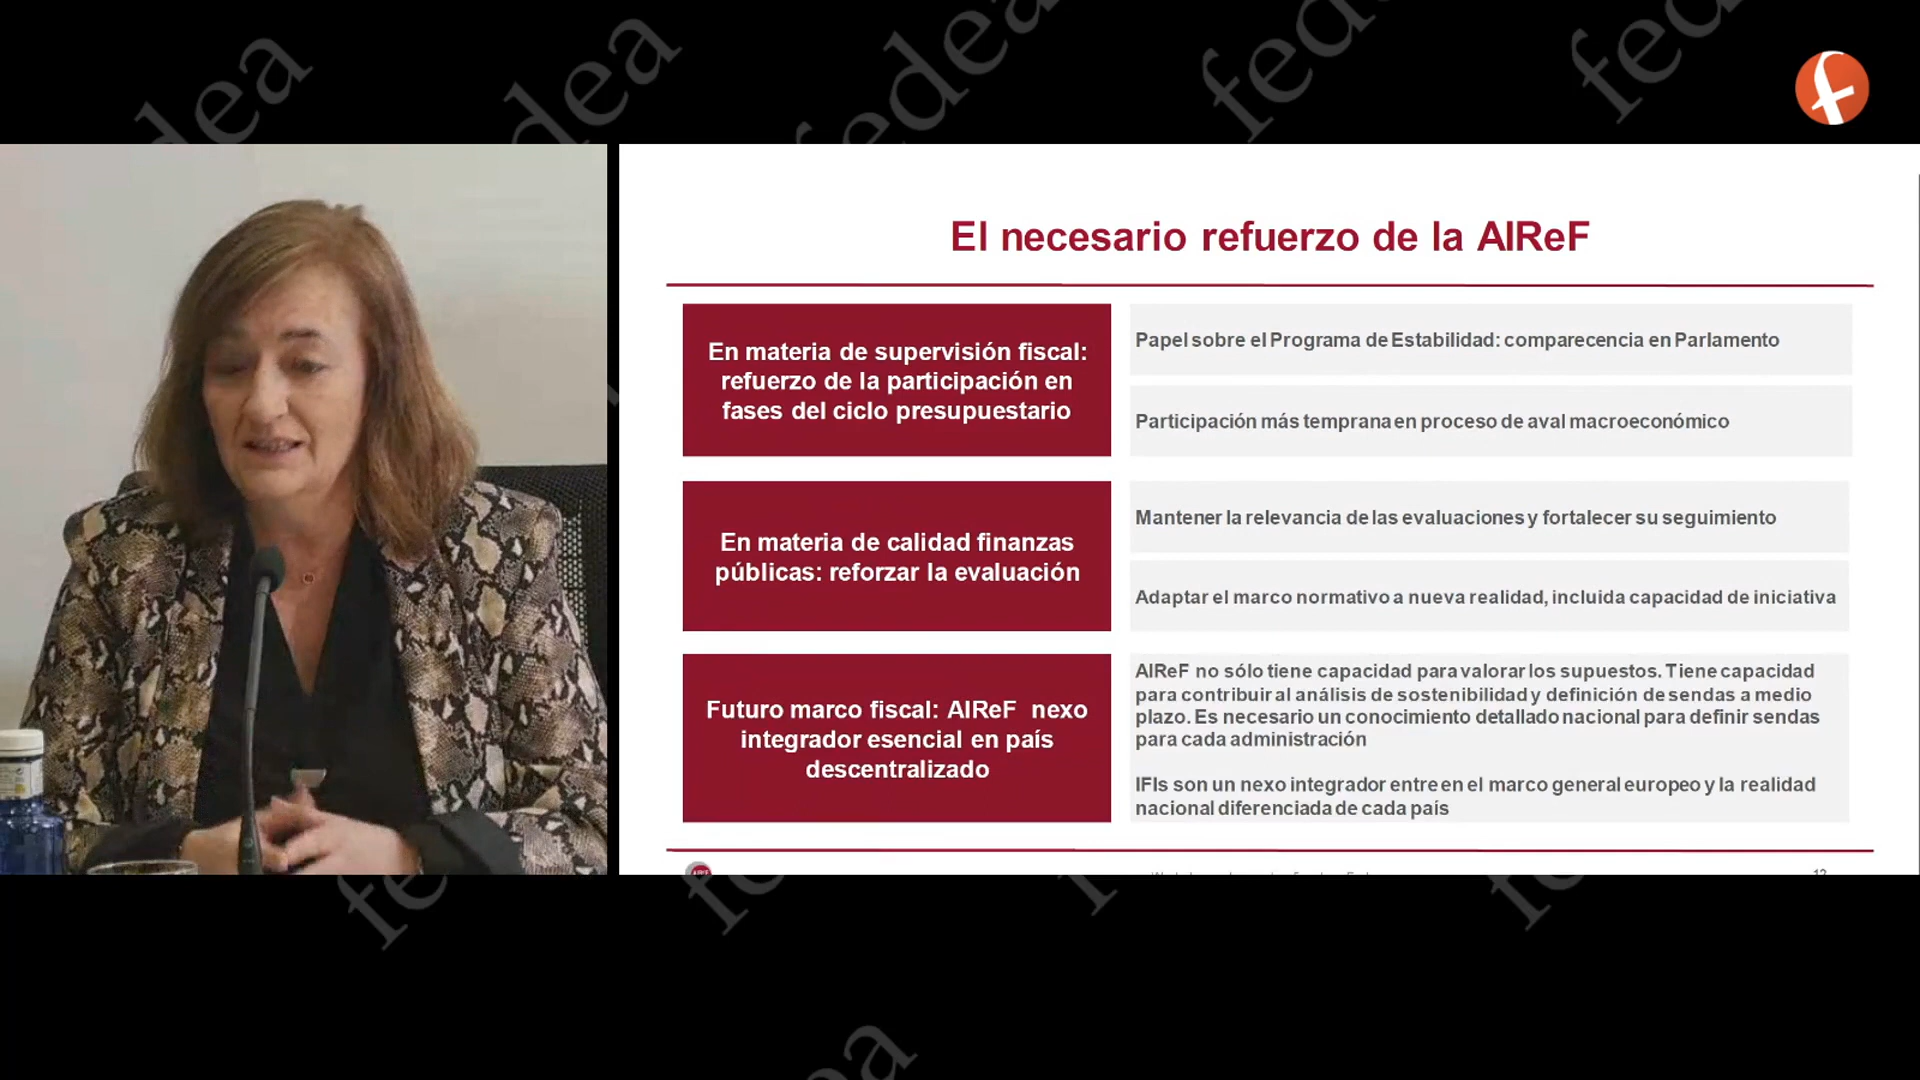 fedea
El necesario refuerzo de la AIReF
En materia de supervisión fiscal:
refuerzo de la participación en
fases del ciclo presupuestario
Papel sobre el Programa de Estabilidad: comparecencia en Parlamento
Participación más temprana en proceso de aval macroeconómico
En materia de calidad finanzas
públicas: reforzar la evaluación
Mantener la relevancia de las evaluaciones y fortalecer su seguimiento
Adaptar el marco normativo a nueva realidad, incluida capacidad de iniciativa
Futuro marco fiscal: AIReF nexo
integrador esencial en país
descentralizado
AIReF no sólo tiene capacidad para valorar los supuestos. Tiene capacidad
para contribuir al análisis de sostenibilidad y definición de sendas a medio
plazo. Es necesario un conocimiento detallado nacional para definir sendas
para cada administración
IFIs son un nexo integrador entre en el marco general europeo y la realidad
nacional diferenciada de cada país